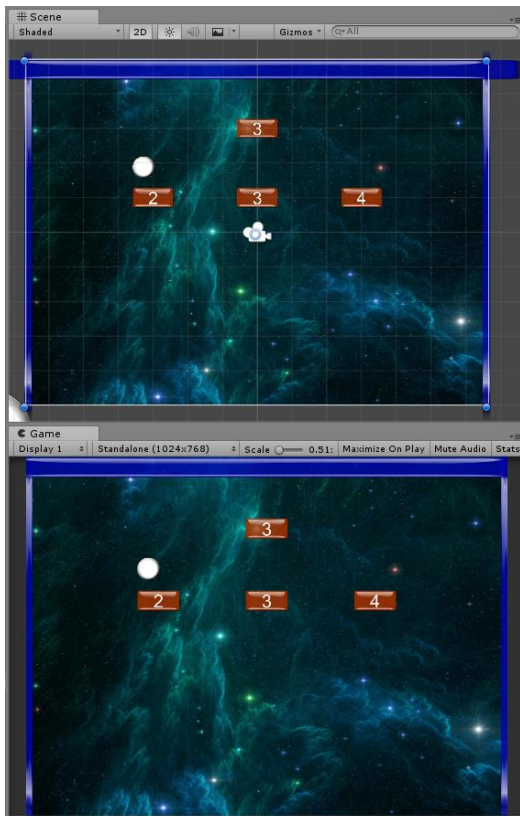 Scene
Shaded 2D Gizmos All
3
2 3 4
Game
Display 1 Standalone (1024x768) Scale 0.51: Maximize On Play Mute Audio Stats
3
2 3 4